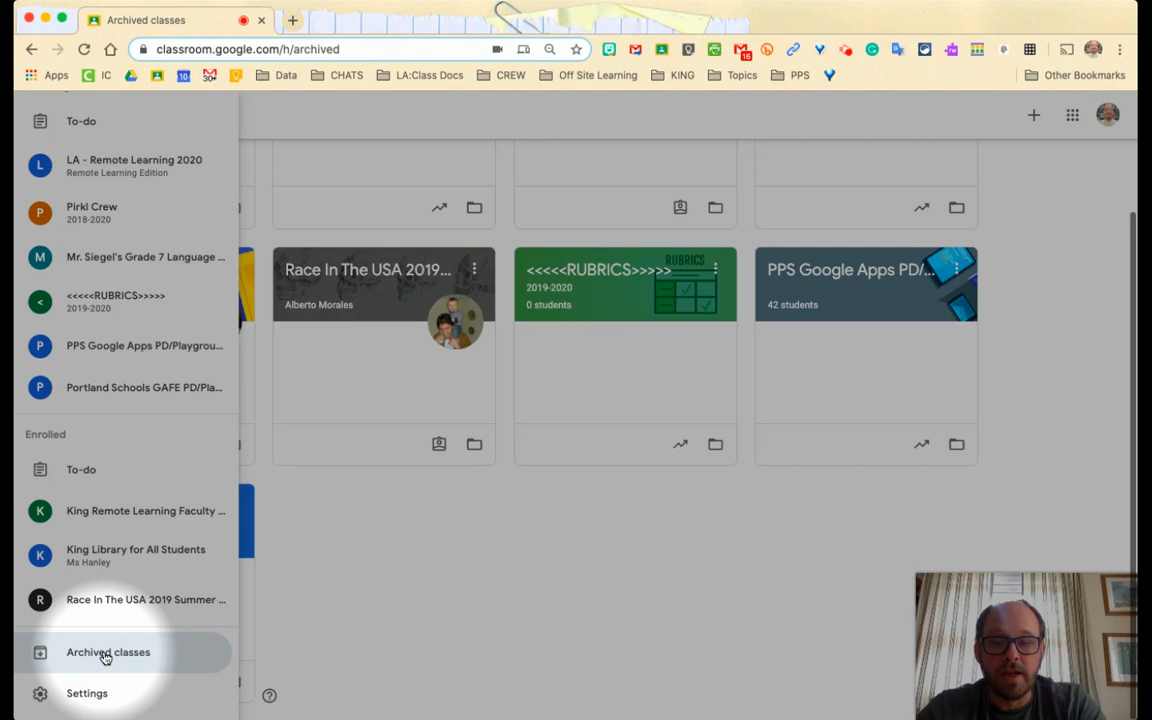 Archived classes
classroom.google.com/h/archived
Apps
IC
10
30+
Data
CHATS
LA:Class Docs
CREW
Off Site Learning
KING
Topics
PPS
Other Bookmarks
16
To-do
L
LA - Remote Learning 2020
Remote Learning Edition
P
Pirkl Crew
2018-2020
M
Mr. Siegel's Grade 7 Language ...
<
<<<<<RUBRICS>>>>>
2019-2020
P
PPS Google Apps PD/Playgrou...
P
Portland Schools GAFE PD/Pla...
Enrolled
To-do
K
King Remote Learning Faculty ...
K
King Library for All Students
Ms Hanley
R
Race In The USA 2019 Summer ...
Archived classes
Settings
Race In The USA 2019...
Alberto Morales
<<<<<RUBRICS>>>>>
2019-2020
0 students
RUBRICS
PPS Google Apps PD/...
42 students